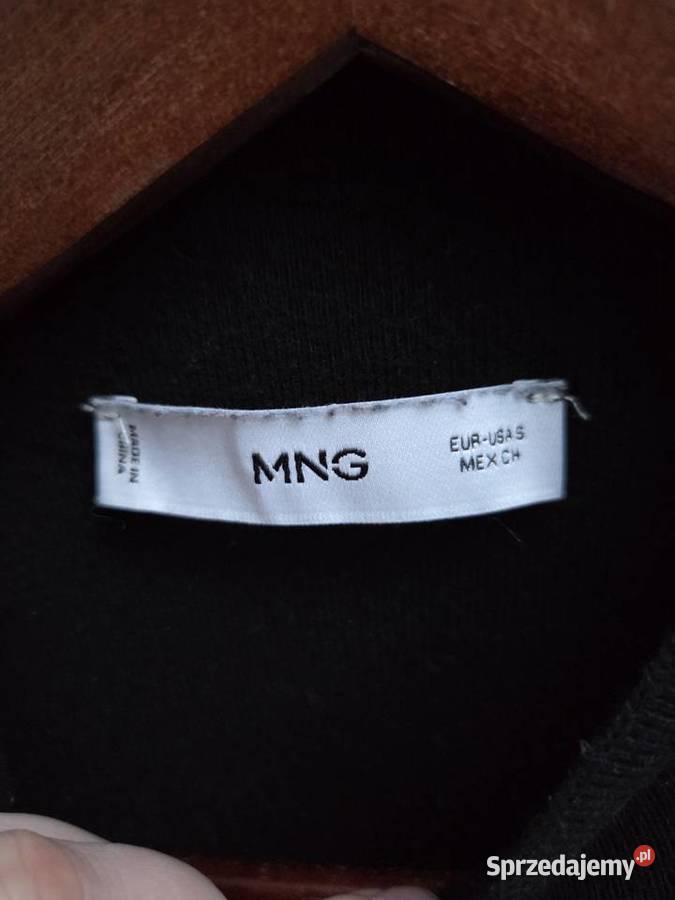 MADE IN
CHINA
MNG
EUR-USA S
MEX CH
Sprzedajemy.pl